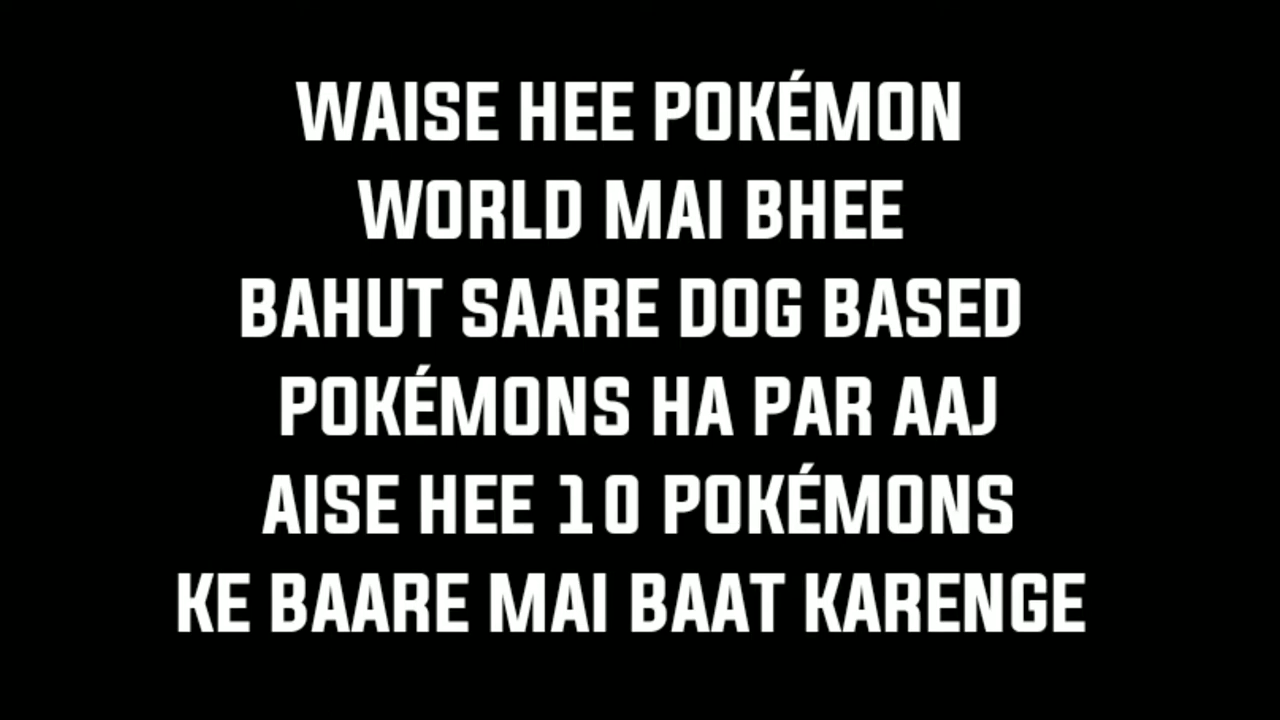 WAISE HEE POKÉMON
WORLD MAI BHEE
BAHUT SAARE DOG BASED
POKÉMONS HA PAR AAJ
AISE HEE 10 POKÉMONS
KE BAARE MAI BAAT KARENGE